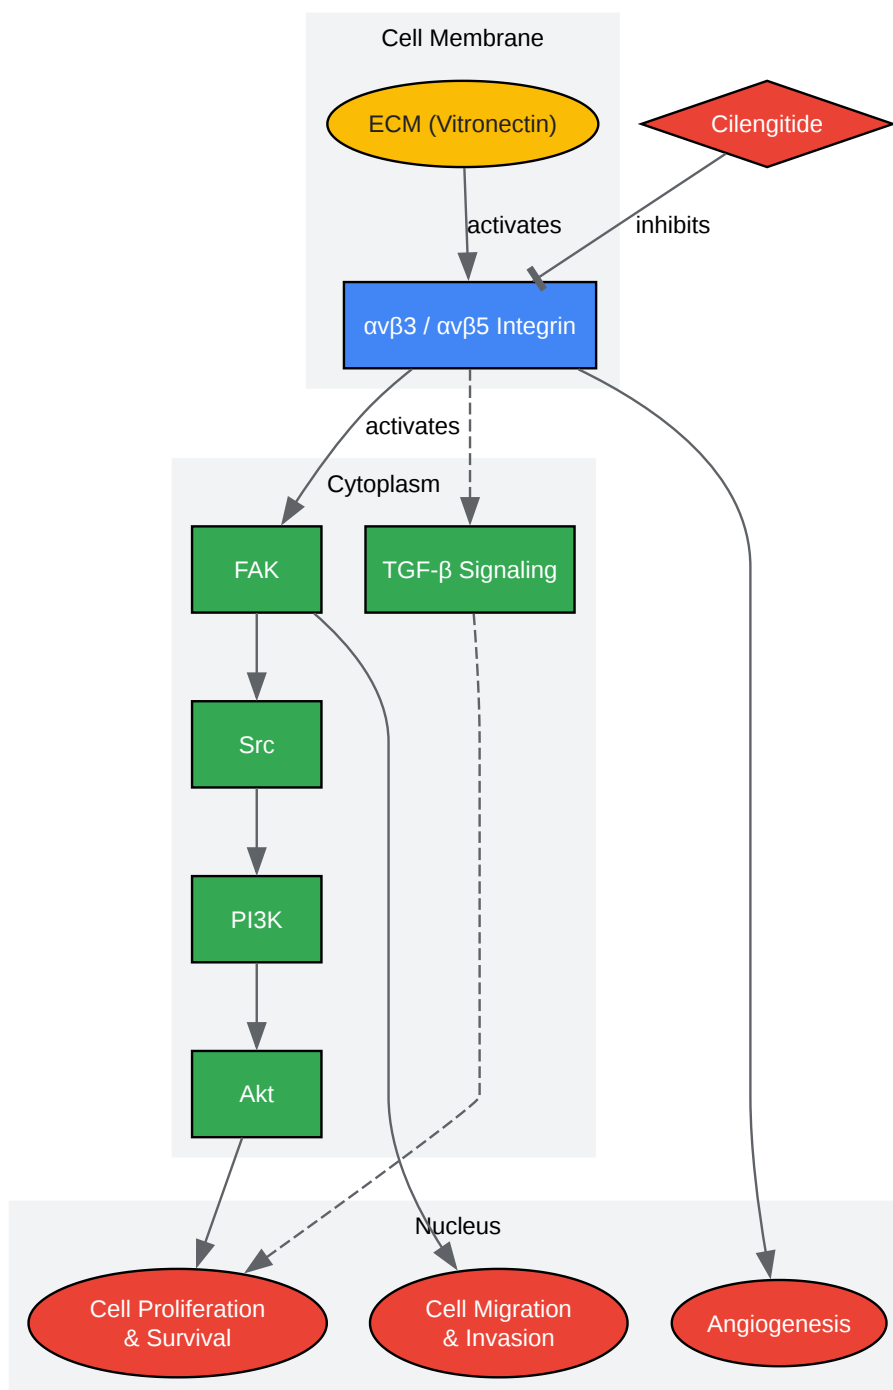 Cell Membrane
ECM (Vitronectin)
Cilengitide
activates
inhibits
αvβ3 / αvβ5 Integrin
activates
Cytoplasm
FAK
TGF-β Signaling
Src
PI3K
Akt
Nucleus
Cell Proliferation
& Survival
Cell Migration
& Invasion
Angiogenesis